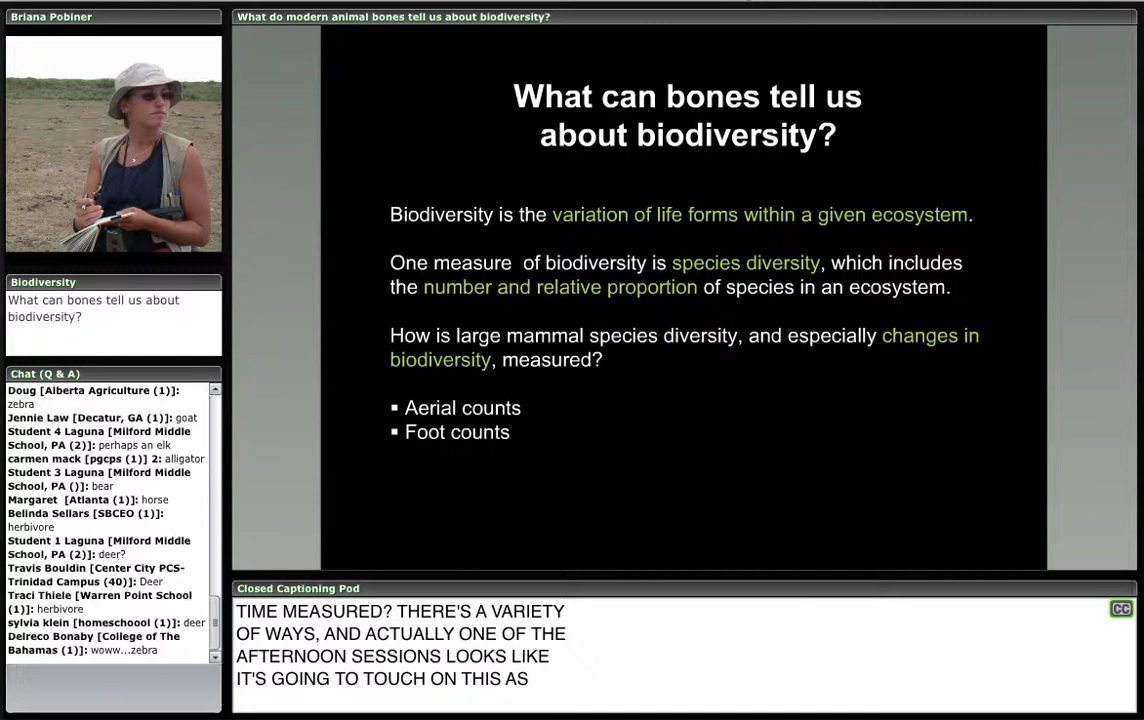 Briana Pobiner
What do modern animal bones tell us about biodiversity?
What can bones tell us
about biodiversity?
Biodiversity is the variation of life forms within a given ecosystem.
One measure of biodiversity is species diversity, which includes
the number and relative proportion of species in an ecosystem.
How is large mammal species diversity, and especially changes in
biodiversity, measured?
▪ Aerial counts
▪ Foot counts
Biodiversity
What can bones tell us about
biodiversity?
Chat (Q & A)
Doug [Alberta Agriculture (1)]:
zebra
Jennie Law [Decatur, GA (1)]: goat
Student 4 Laguna [Milford Middle
School, PA (2)]: perhaps an elk
carmen mack [pgcps (1)] 2: alligator
Student 3 Laguna [Milford Middle
School, PA ()]: bear
Margaret [Atlanta (1)]: horse
Belinda Sellars [SBCEO (1)]:
herbivore
Student 1 Laguna [Milford Middle
School, PA (2)]: deer?
Travis Bouldin [Center City PCS-
Trinidad Campus (40)]: Deer
Traci Thiele [Warren Point School
(1)]: herbivore
sylvia klein [homeschoool (1)]: deer
Delreco Bonaby [College of The
Bahamas (1)]: woww...zebra
Closed Captioning Pod
TIME MEASURED? THERE'S A VARIETY
OF WAYS, AND ACTUALLY ONE OF THE
AFTERNOON SESSIONS LOOKS LIKE
IT'S GOING TO TOUCH ON THIS AS
CC